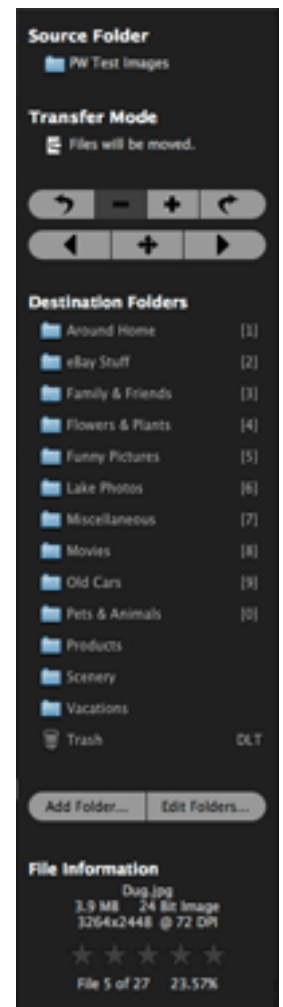 Source Folder
PW Test Images
Transfer Mode
Files will be moved.
Destination Folders
Around Home [1]
eBay Stuff [2]
Family & Friends [3]
Flowers & Plants [4]
Funny Pictures [5]
Lake Photos [6]
Miscellaneous [7]
Movies [8]
Old Cars [9]
Pets & Animals [0]
Products
Scenery
Vacations
Trash DLT
Add Folder... Edit Folders...
File Information
Dug.jpg
3.9 MB 24 Bit Image
3264x2448 @ 72 DPI
File 5 of 27 23.57%